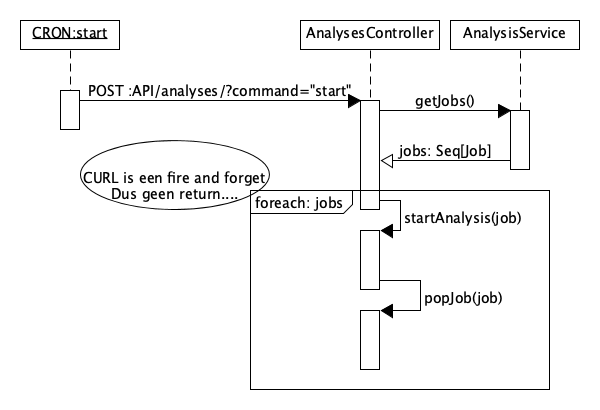 CRON:start
AnalysesController
AnalysisService
POST :API/analyses/?command="start"
getJobs()
jobs: Seq[Job]
CURL is een fire and forget
Dus geen return....
foreach: jobs
startAnalysis(job)
popJob(job)